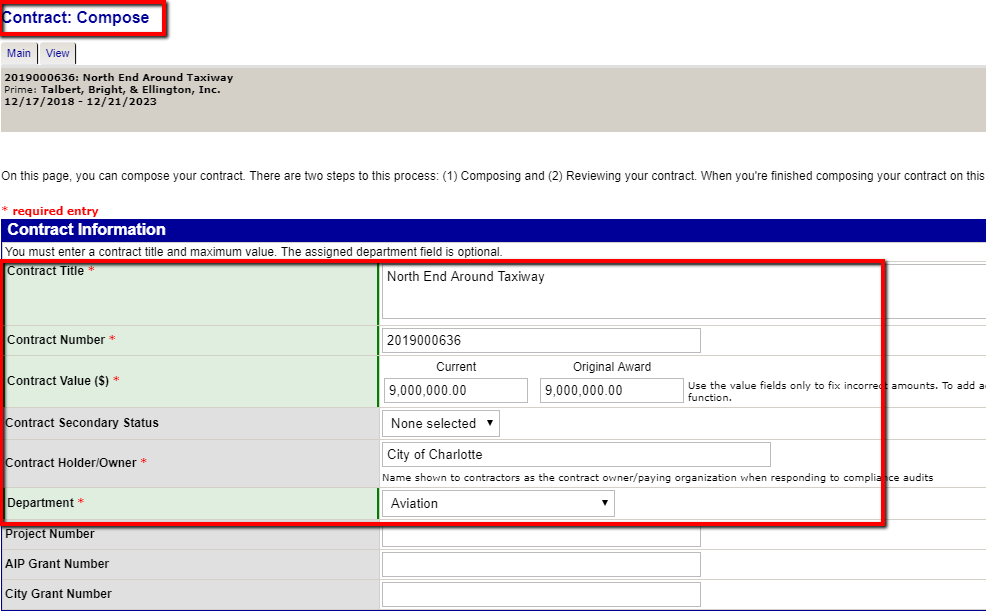 Contract: Compose
Main View
2019000636: North End Around Taxiway
Prime: Talbert, Bright, & Ellington, Inc.
12/17/2018 - 12/21/2023
On this page, you can compose your contract. There are two steps to this process: (1) Composing and (2) Reviewing your contract. When you're finished composing your contract on this
* required entry
Contract Information
You must enter a contract title and maximum value. The assigned department field is optional.
Contract Title * North End Around Taxiway
Contract Number * 2019000636
Current Original Award
Contract Value ($) * 9,000,000.00 9,000,000.00 Use the value fields only to fix incorrect amounts. To add a
function.
Contract Secondary Status None selected
Contract Holder/Owner * City of Charlotte
Name shown to contractors as the contract owner/paying organization when responding to compliance audits
Department * Aviation
Project Number
AIP Grant Number
City Grant Number